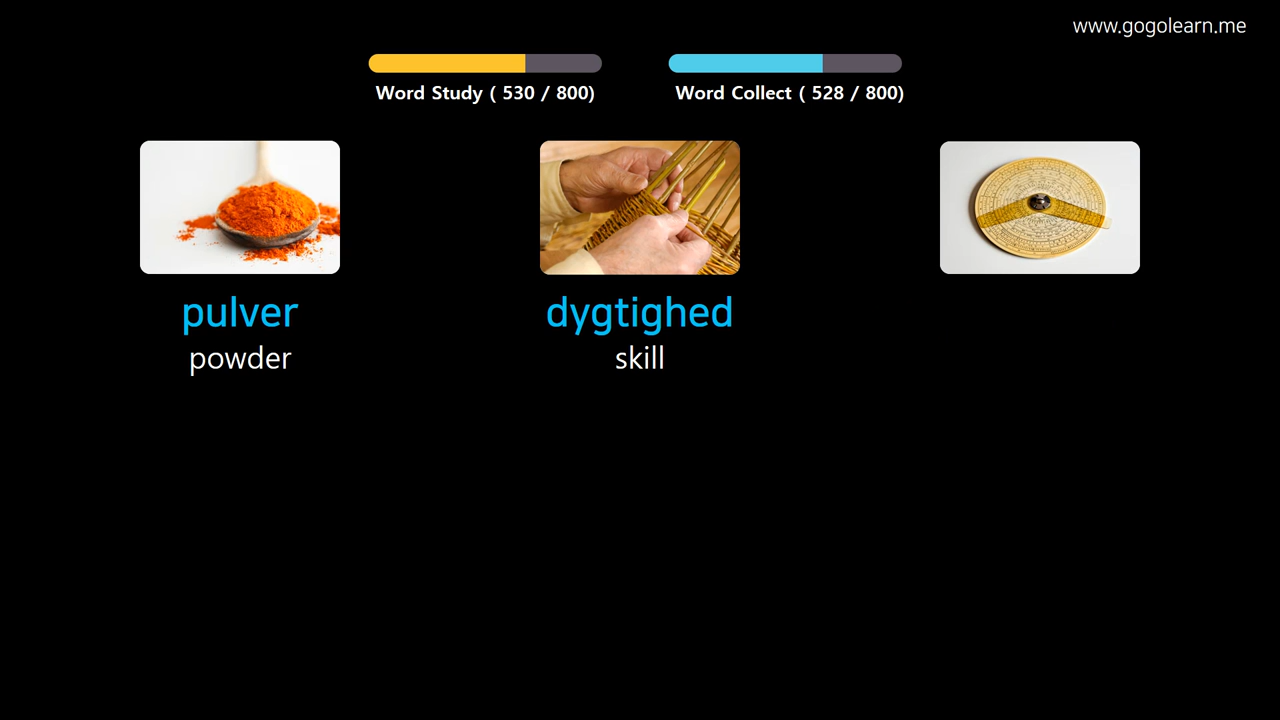 www.gogolearn.me
Word Study ( 530 / 800)
Word Collect ( 528 / 800)
pulver
powder
dygtighed
skill